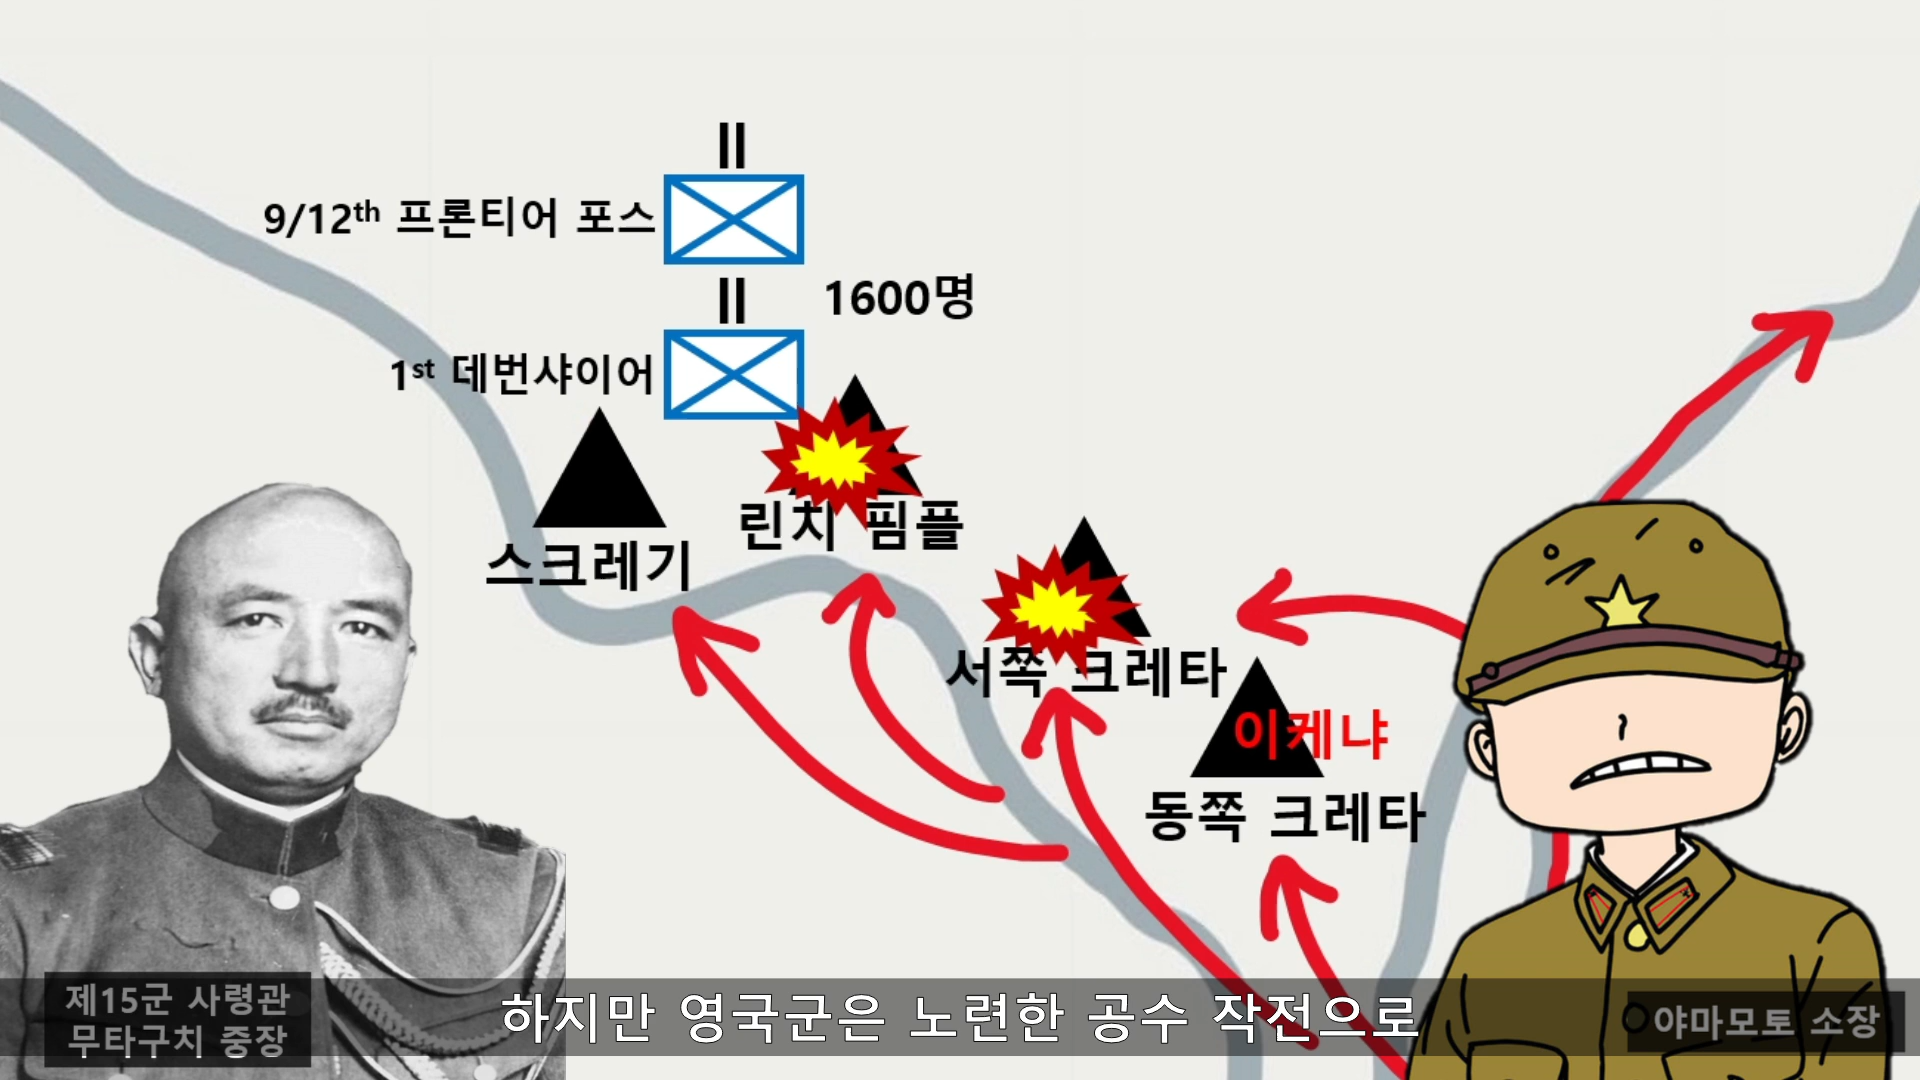 9/12th 프론티어 포스
1600명
1st 데번샤이어
린치 핌플
스크레기
서쪽 크레타
이케냐
동쪽 크레타
제15군 사령관
무타구치 중장
하지만 영국군은 노련한 공수 작전으로
야마모토 소장